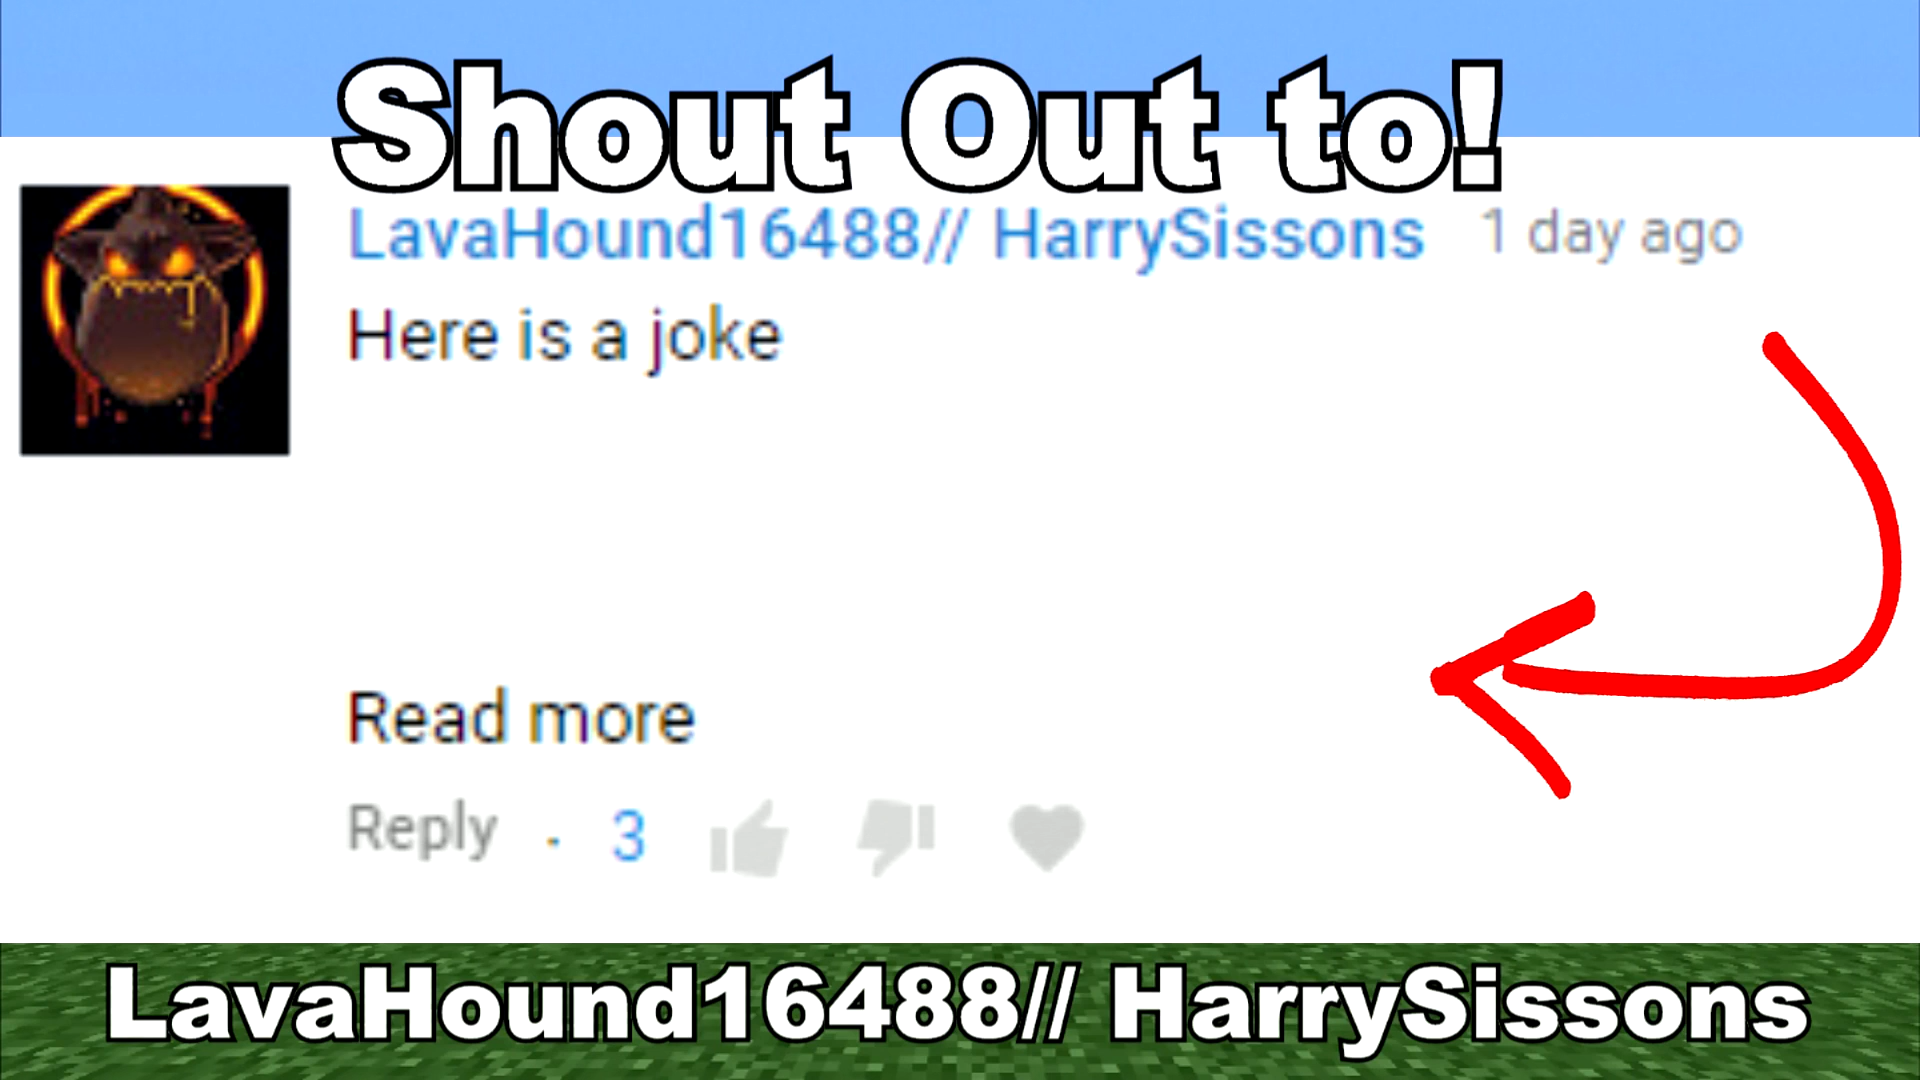 Shout Out to!
LavaHound16488// HarrySissons 1 day ago
Here is a joke
Read more
Reply · 3
LavaHound16488// HarrySissons